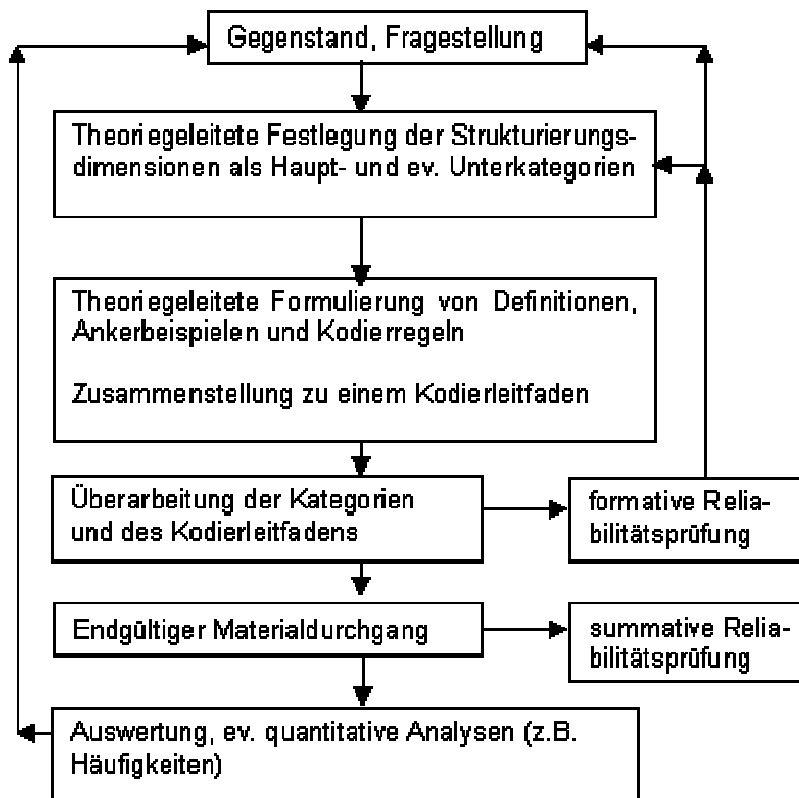 Gegenstand, Fragestellung
Theoriegeleitete Festlegung der Strukturierungs-
dimensionen als Haupt- und ev. Unterkategorien
Theoriegeleitete Formulierung von Definitionen,
Ankerbeispielen und Kodierregeln
Zusammenstellung zu einem Kodierleitfaden
Überarbeitung der Kategorien
und des Kodierleitfadens
formative Relia-
bilitätsprüfung
Endgültiger Materialdurchgang
summative Relia-
bilitätsprüfung
Auswertung, ev. quantitative Analysen (z.B.
Häufigkeiten)